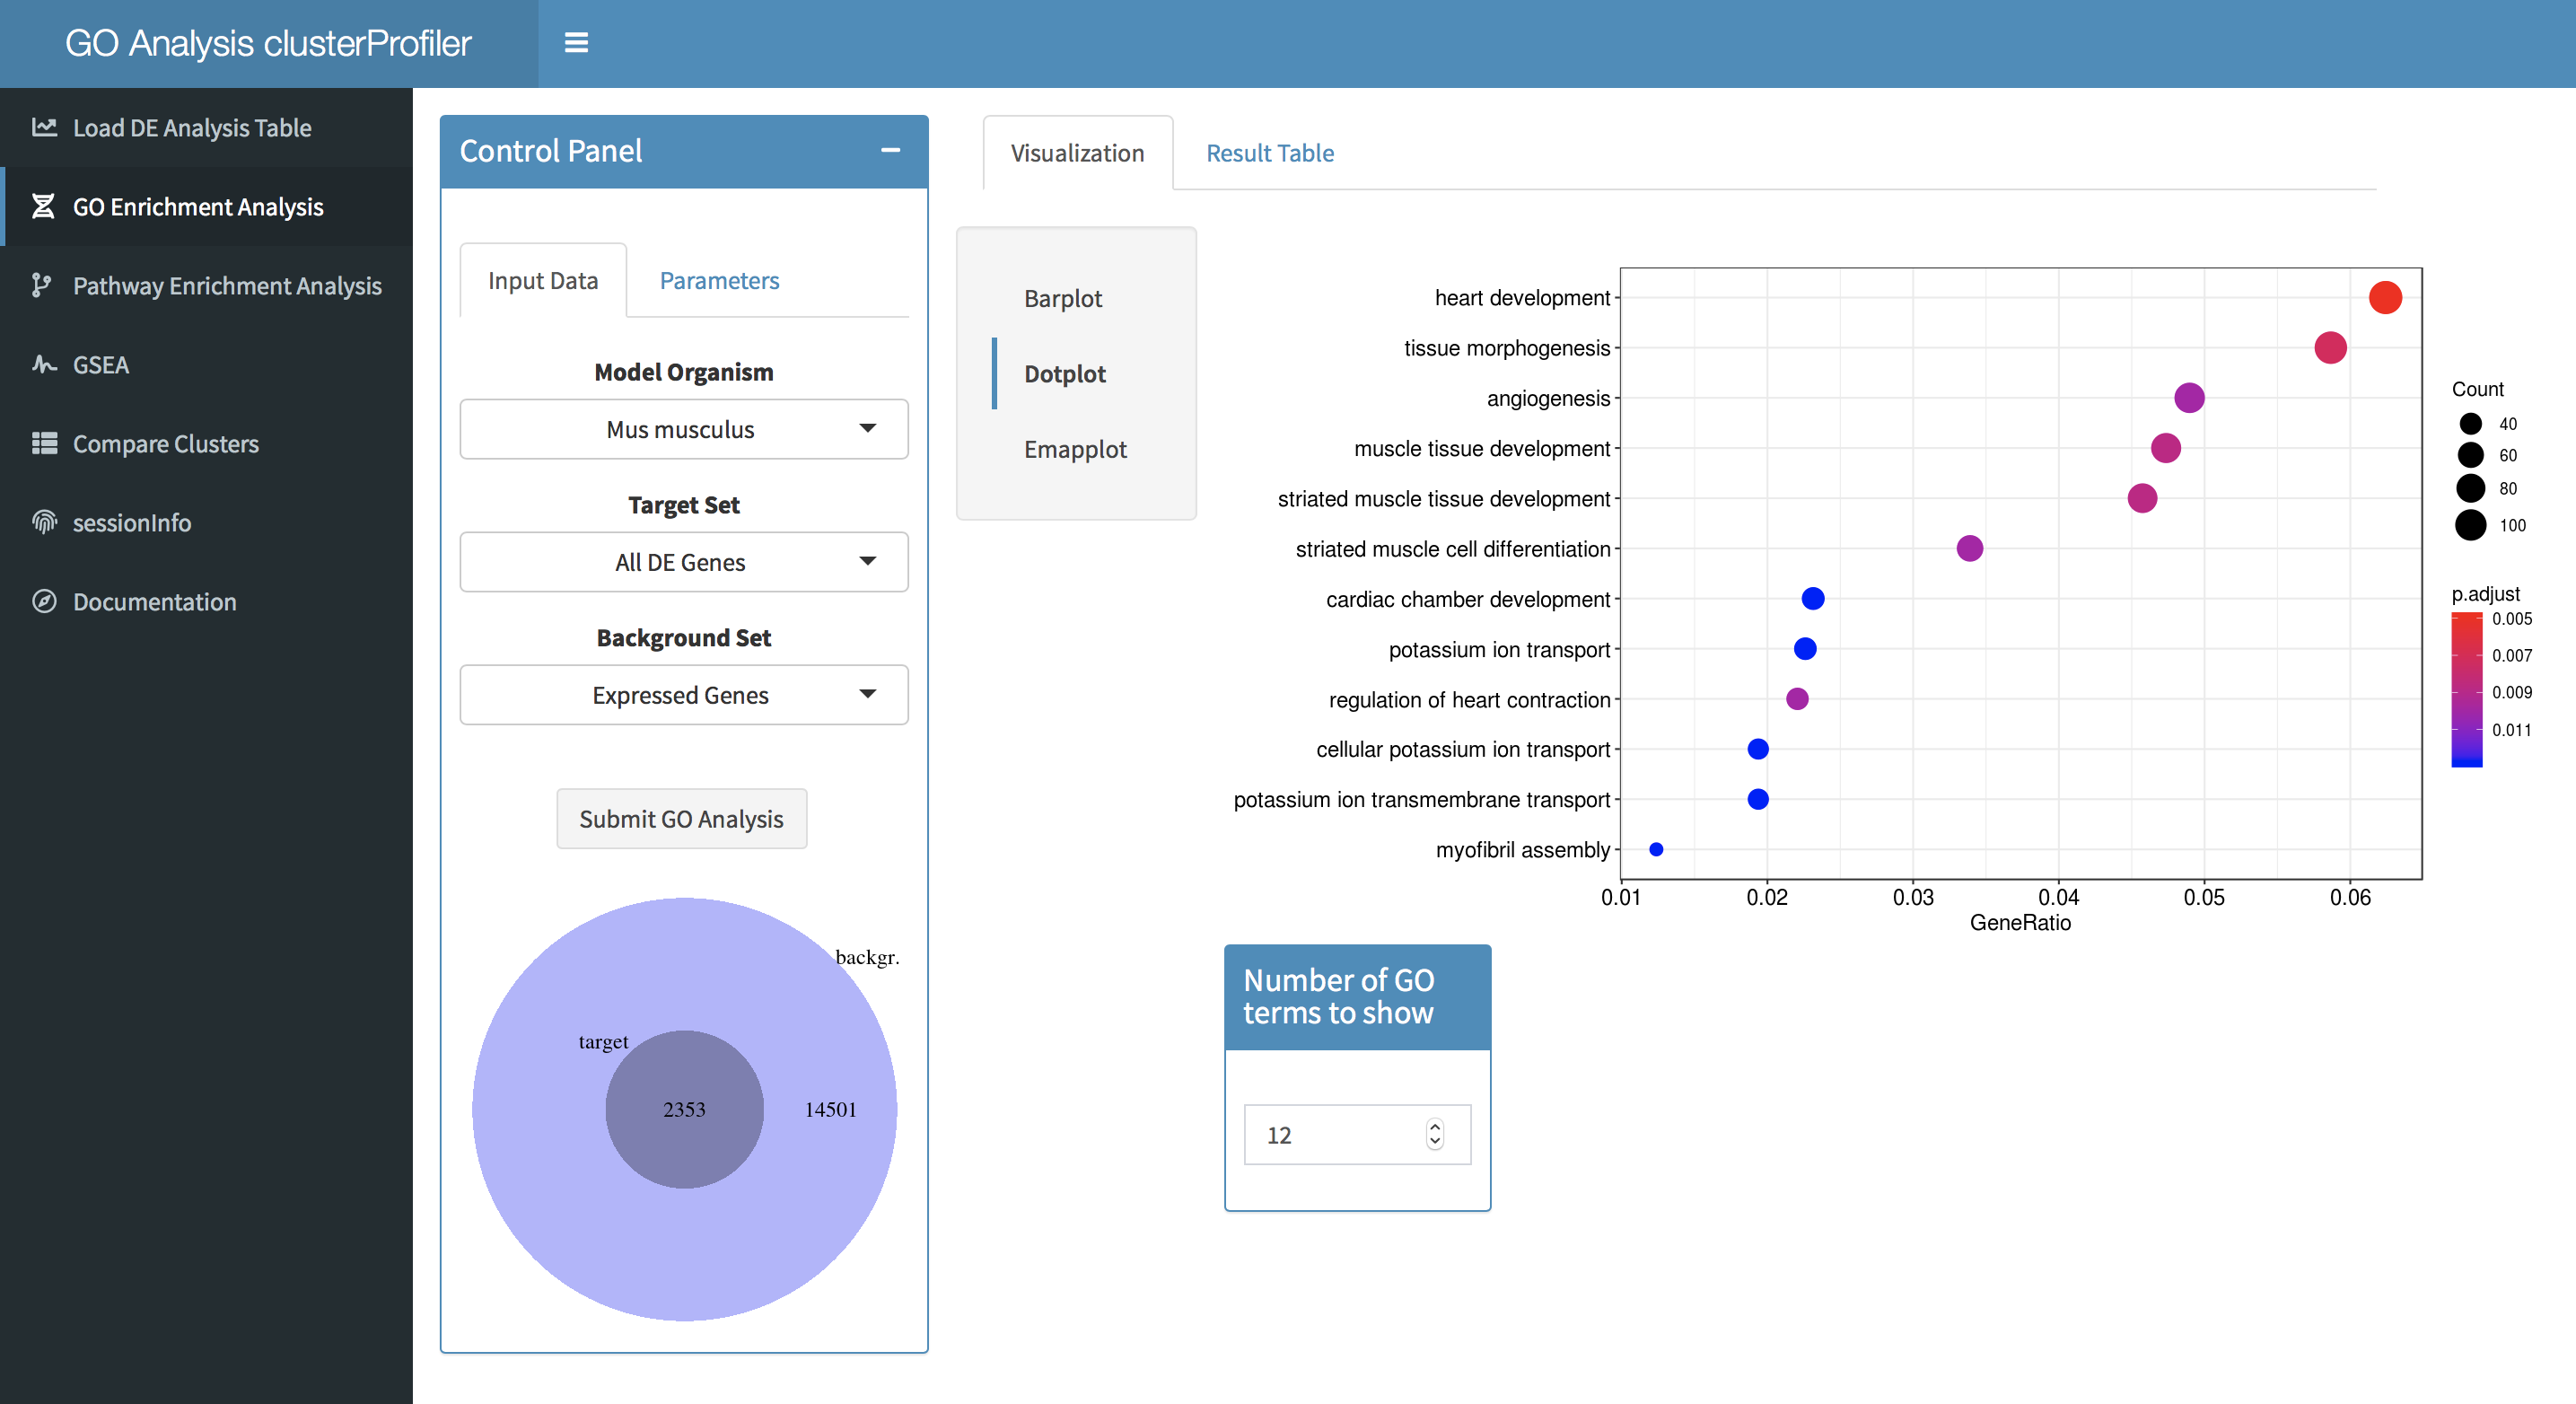 GO Analysis clusterProfiler
Load DE Analysis Table
GO Enrichment Analysis
Pathway Enrichment Analysis
GSEA
Compare Clusters
sessionInfo
Documentation
Control Panel
Input Data
Parameters
Model Organism
Mus musculus
Target Set
All DE Genes
Background Set
Expressed Genes
Submit GO Analysis
backgr.
target
2353
14501
Visualization
Result Table
Barplot
Dotplot
Emapplot
heart development
tissue morphogenesis
angiogenesis
muscle tissue development
striated muscle tissue development
striated muscle cell differentiation
cardiac chamber development
potassium ion transport
regulation of heart contraction
cellular potassium ion transport
potassium ion transmembrane transport
myofibril assembly
0.01 0.02 0.03 0.04 0.05 0.06
GeneRatio
Count
40
60
80
100
p.adjust
0.005
0.007
0.009
0.011
Number of GO
terms to show
12